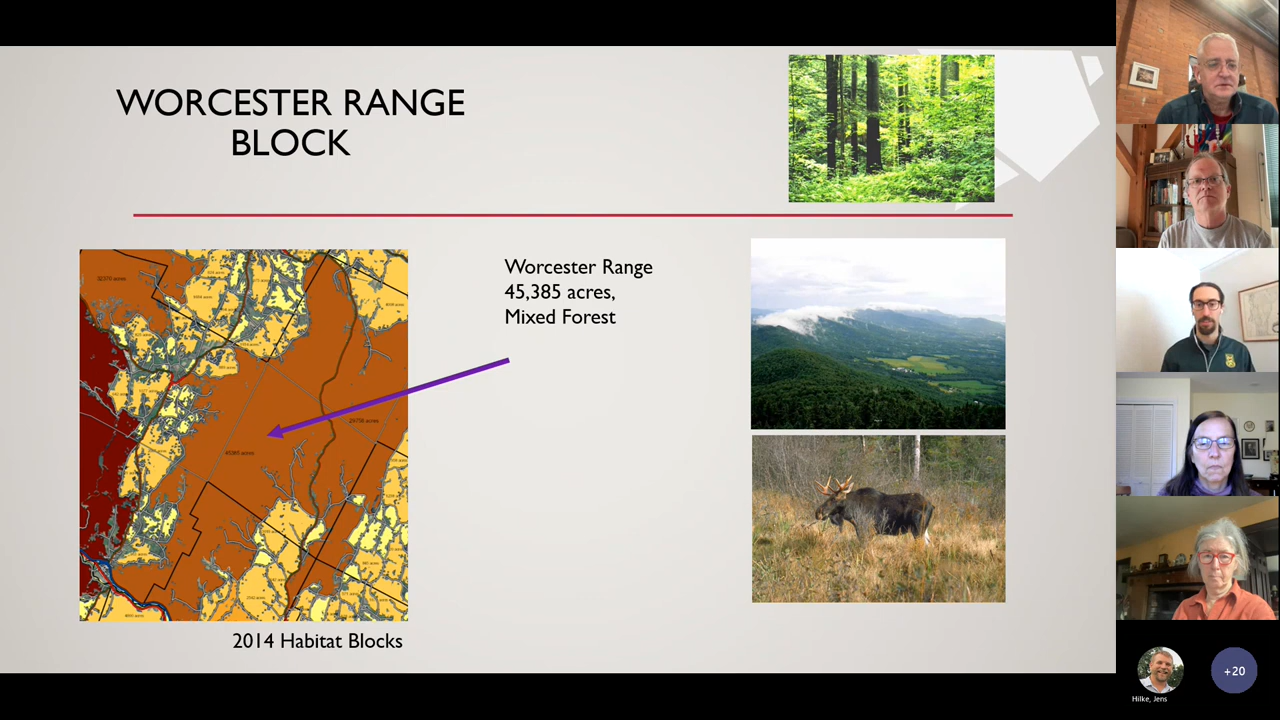 WORCESTER RANGE
BLOCK
Worcester Range
45,385 acres,
Mixed Forest
2014 Habitat Blocks
Hilke, Jens
+20